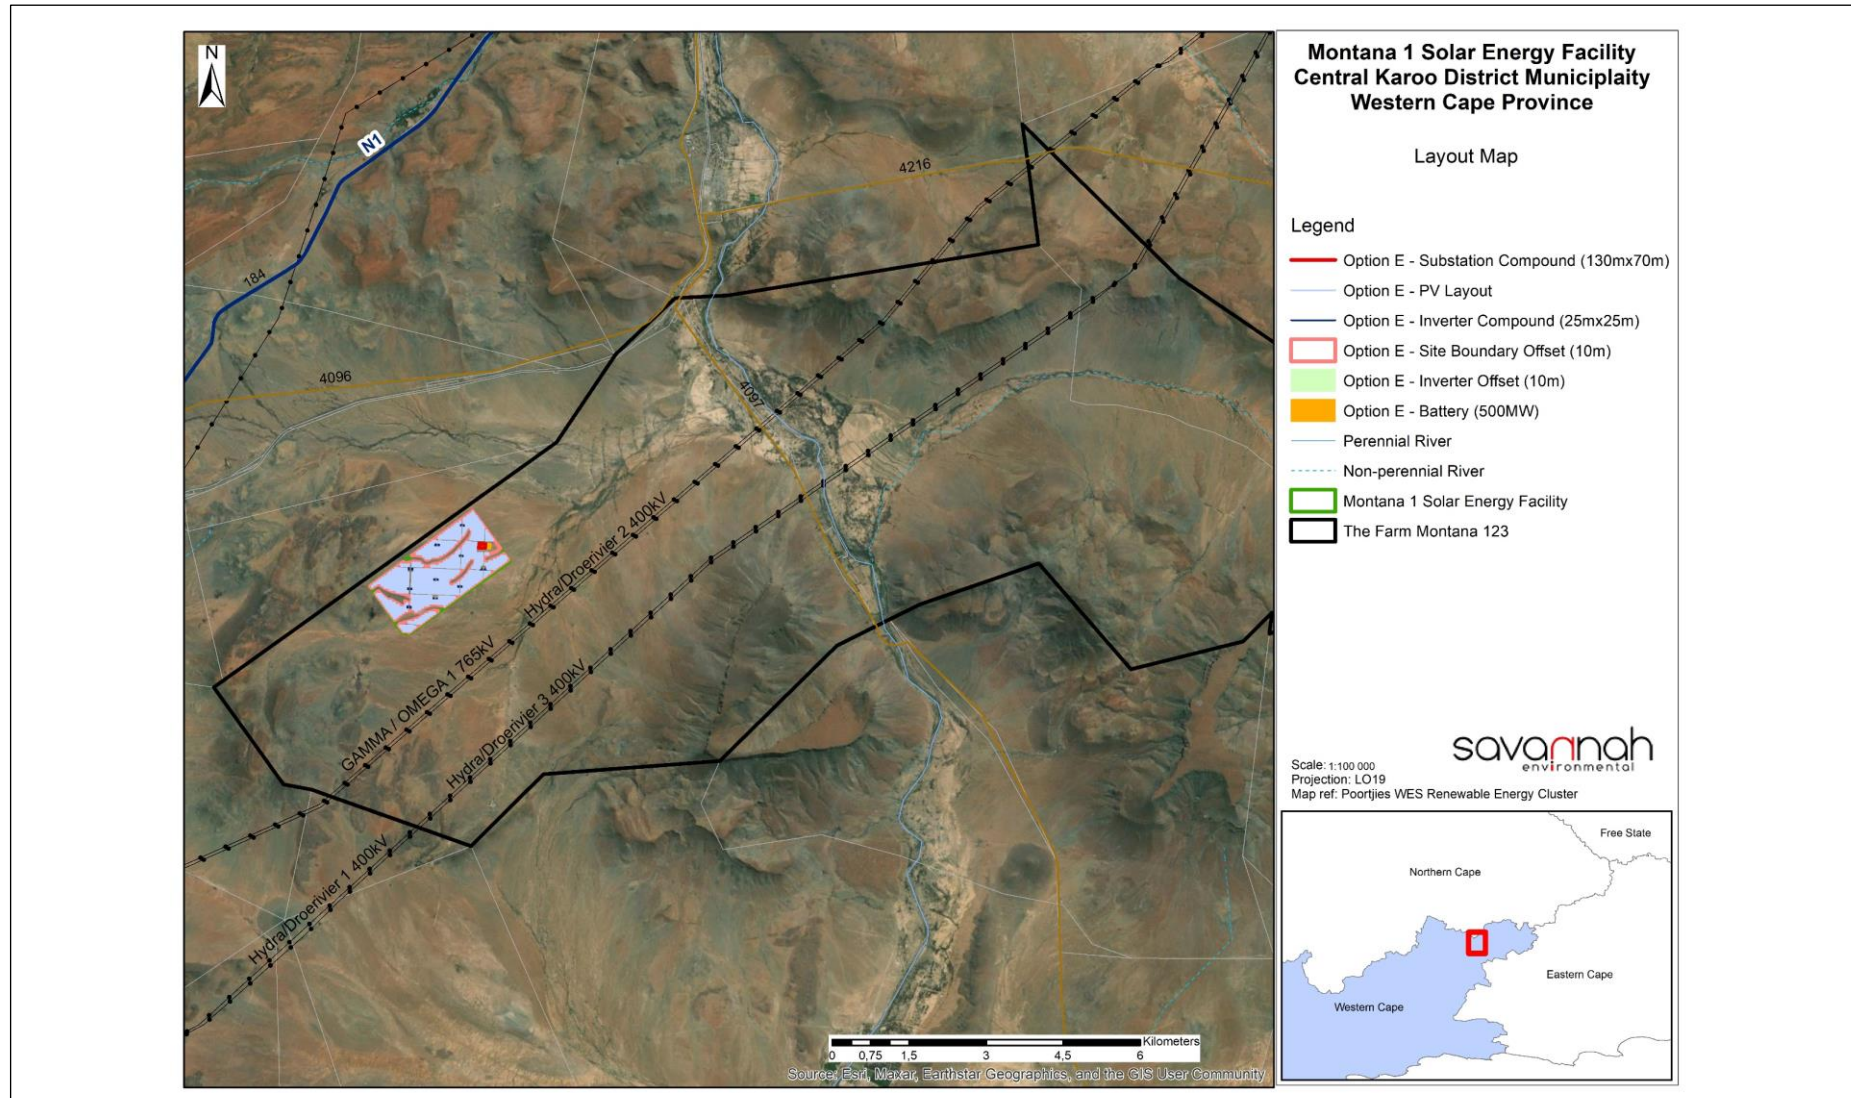 N
N1
184
4216
4096
4097
Hydra/Droerivier 2 400kV
GAMMA / OMEGA 1 765kV
Hydra/Droerivier 3 400kV
Hydra/Droerivier 1 400kV
Kilometers
0 0,75 1,5 3 4,5 6
Source: Esri, Maxar, Earthstar Geographics, and the GIS User Community
Montana 1 Solar Energy Facility
Central Karoo District Municiplaity
Western Cape Province
Layout Map
Legend
Option E - Substation Compound (130mx70m)
Option E - PV Layout
Option E - Inverter Compound (25mx25m)
Option E - Site Boundary Offset (10m)
Option E - Inverter Offset (10m)
Option E - Battery (500MW)
Perennial River
Non-perennial River
Montana 1 Solar Energy Facility
The Farm Montana 123
savannah
environmental
Scale: 1:100 000
Projection: LO19
Map ref: Poortjies WES Renewable Energy Cluster
Free State
Northern Cape
Eastern Cape
Western Cape